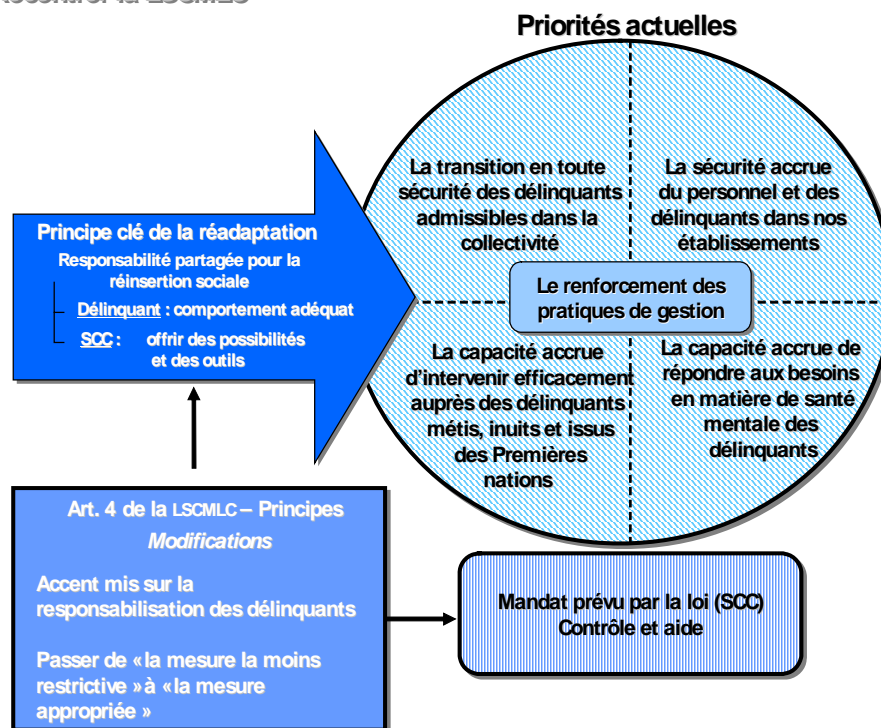 Priorités actuelles
La transition en toute
sécurité des délinquants
admissibles dans la
collectivité
La sécurité accrue
du personnel et des
délinquants dans nos
établissements
Principe clé de la réadaptation
Responsabilité partagée pour la
réinsertion sociale
Délinquant : comportement adéquat
SCC : offrir des possibilités
et des outils
Le renforcement des
pratiques de gestion
La capacité accrue
d'intervenir efficacement
auprès des délinquants
métis, inuits et issus
des Premières
nations
La capacité accrue de
répondre aux besoins
en matière de santé
mentale des
délinquants
Art. 4 de la LSCMLC – Principes
Modifications
Accent mis sur la
responsabilisation des délinquants
Passer de « la mesure la moins
restrictive » à « la mesure
appropriée »
Mandat prévu par la loi (SCC)
Contrôle et aide